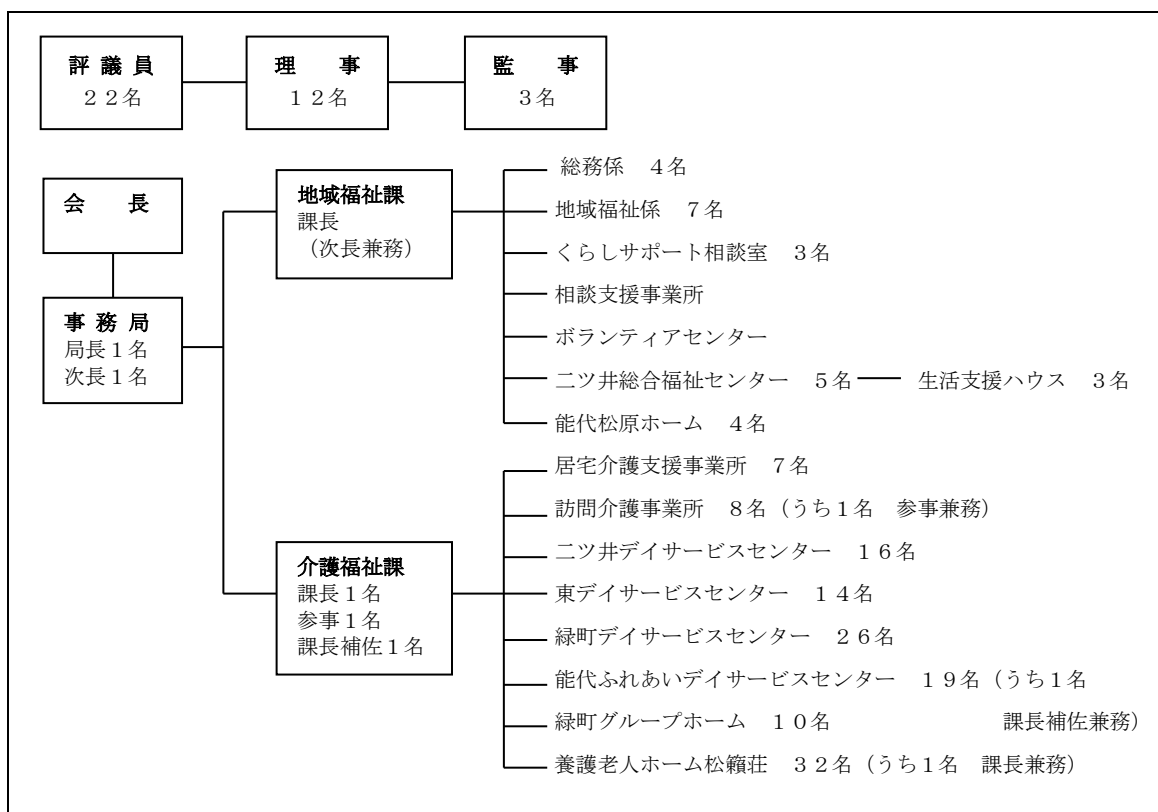 評議員
２２名
理　　事
１２名
監　　事
３名
会　　長
事務局
局長１名
次長１名
地域福祉課
課長
（次長兼務）
総務係　４名
地域福祉係　７名
くらしサポート相談室　３名
相談支援事業所
ボランティアセンター
二ツ井総合福祉センター　５名　生活支援ハウス　３名
能代松原ホーム　４名
介護福祉課
課長１名
参事１名
課長補佐１名
居宅介護支援事業所　７名
訪問介護事業所　８名（うち１名　参事兼務）
二ツ井デイサービスセンター　１６名
東デイサービスセンター　１４名
緑町デイサービスセンター　２６名
能代ふれあいデイサービスセンター　１９名（うち１名
緑町グループホーム　１０名　　　　　　　　課長補佐兼務）
養護老人ホーム松籟荘　３２名（うち１名　課長兼務）